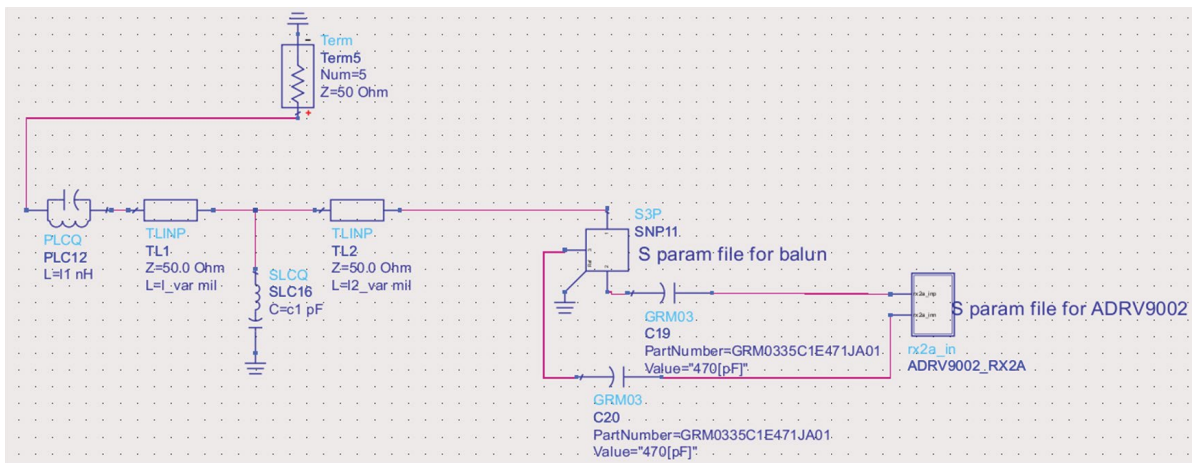 Term
Term5
Num=5
Z=50 Ohm
PLCQ
PLC12
L=l1 nH
TLINP
TL1
Z=50.0 Ohm
L=l_var mil
SLCQ
SLC16
C=c1 pF
TLINP
TL2
Z=50.0 Ohm
L=l2_var mil
S3P
SNP11
S param file for balun
GRM03
C19
PartNumber=GRM0335C1E471JA01
Value="470[pF]"
GRM03
C20
PartNumber=GRM0335C1E471JA01
Value="470[pF]"
rx2a_inp
rx2a_inn
S param file for ADRV9002
rx2a_in
ADRV9002_RX2A